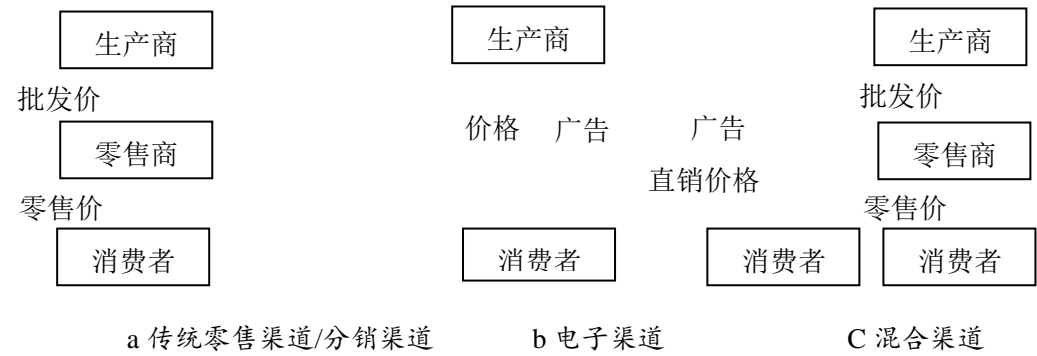 生产商 生产商 生产商
批发价 批发价
价格 广告 广告
零售商 零售商
直销价格
零售价 零售价
消费者 消费者 消费者 消费者
a 传统零售渠道/分销渠道 b 电子渠道 C 混合渠道